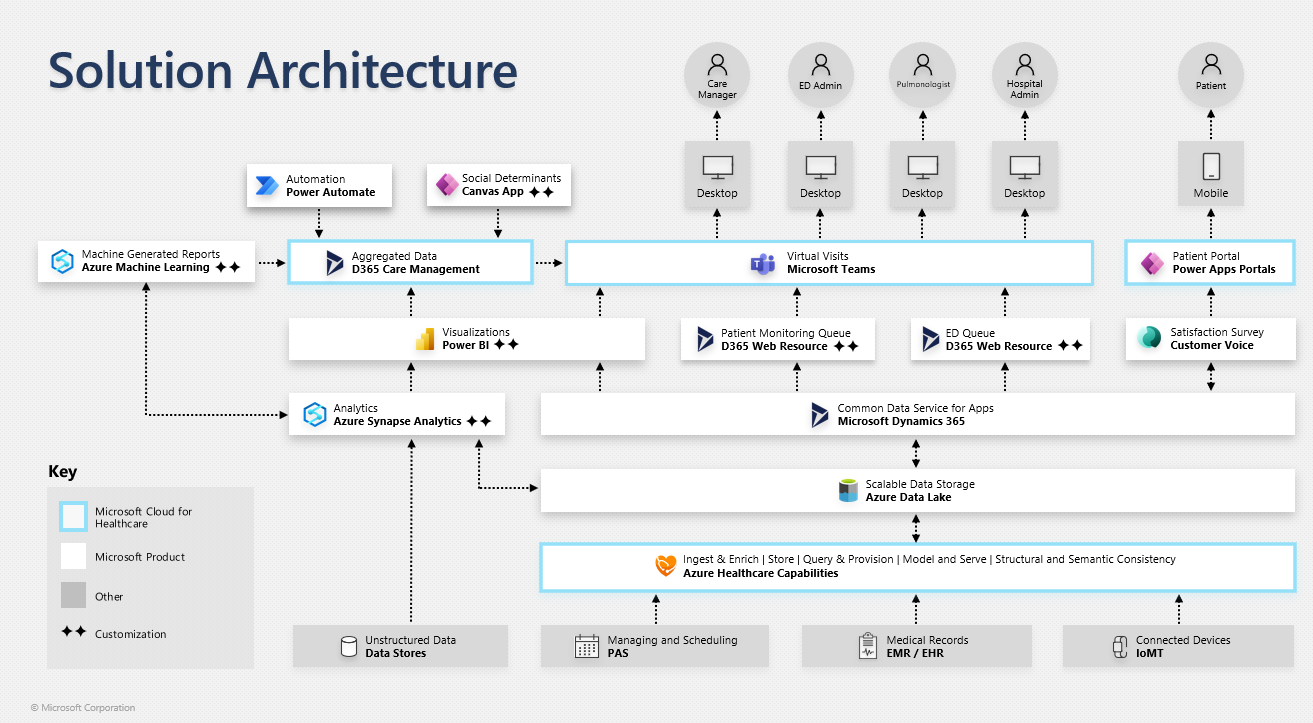 Solution Architecture
Care
Manager
ED Admin
Pulmonologist
Hospital
Admin
Patient
Desktop
Desktop
Desktop
Desktop
Mobile
Automation
Power Automate
Social Determinants
Canvas App
Machine Generated Reports
Azure Machine Learning
Aggregated Data
D365 Care Management
Virtual Visits
Microsoft Teams
Patient Portal
Power Apps Portals
Visualizations
Power BI
Patient Monitoring Queue
D365 Web Resource
ED Queue
D365 Web Resource
Satisfaction Survey
Customer Voice
Analytics
Azure Synapse Analytics
Common Data Service for Apps
Microsoft Dynamics 365
Scalable Data Storage
Azure Data Lake
Ingest & Enrich | Store | Query & Provision | Model and Serve | Structural and Semantic Consistency
Azure Healthcare Capabilities
Unstructured Data
Data Stores
Managing and Scheduling
PAS
Medical Records
EMR / EHR
Connected Devices
IoMT
Key
Microsoft Cloud for
Healthcare
Microsoft Product
Other
Customization
© Microsoft Corporation